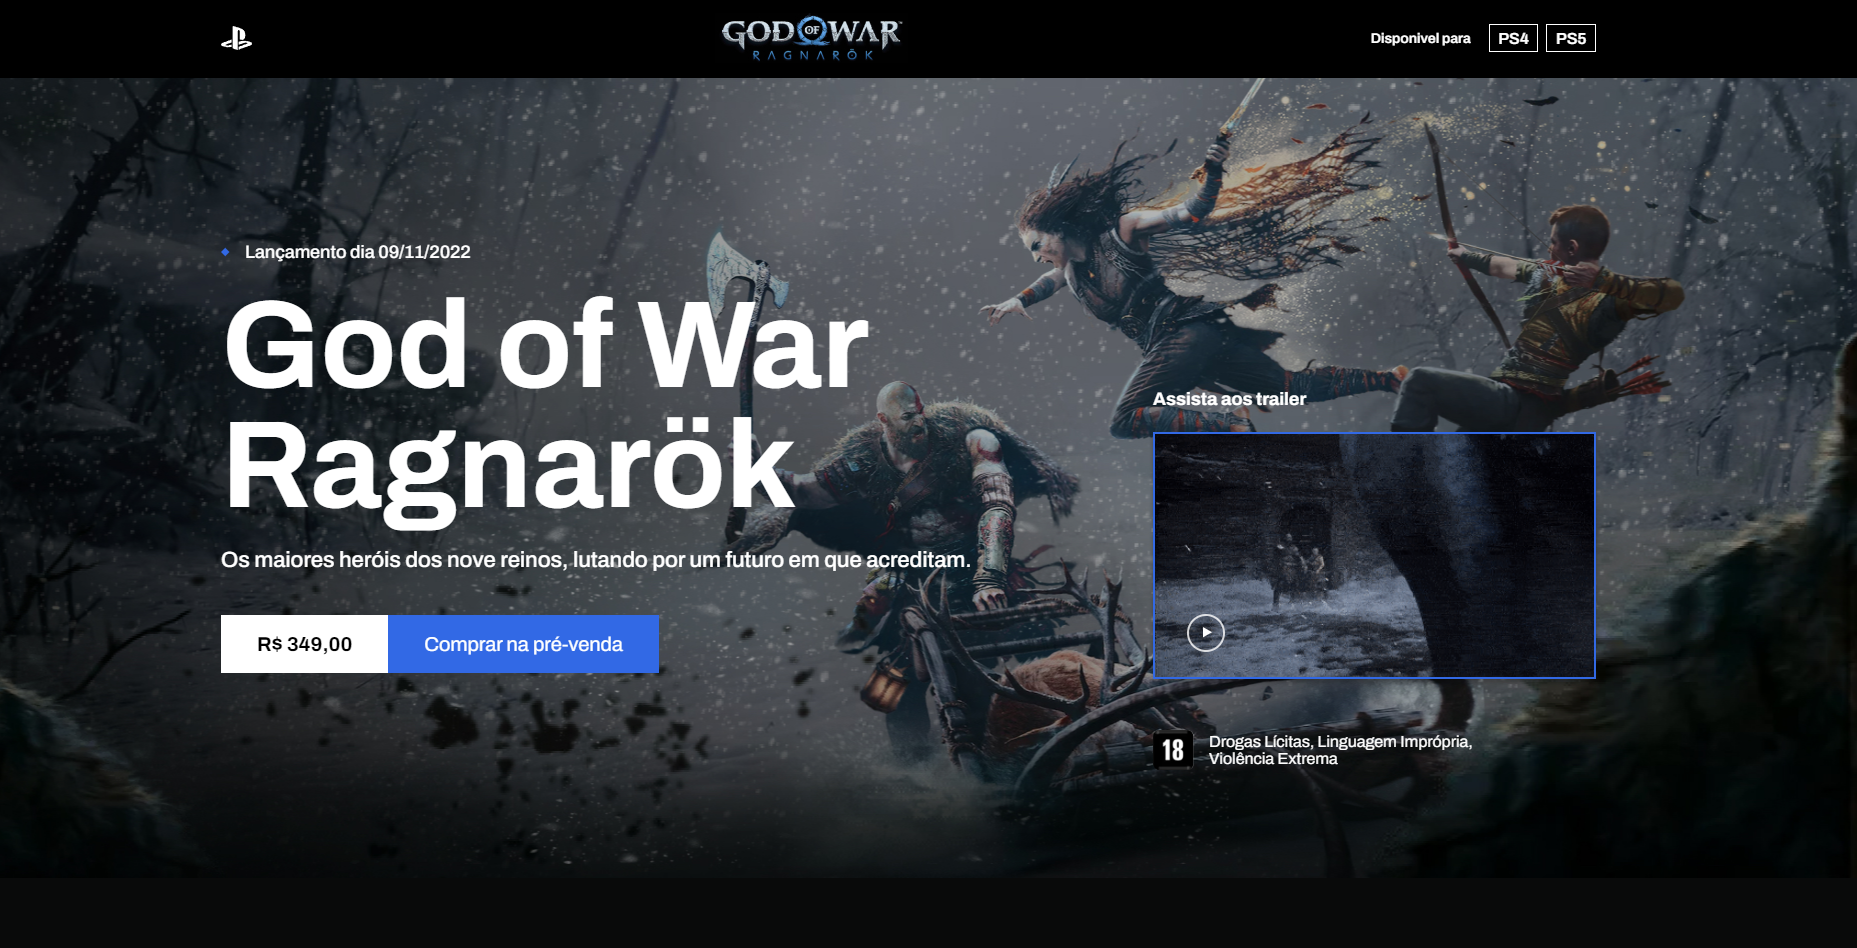 GOD OF WAR
RAGNARÖK
Disponivel para PS4 PS5
Lançamento dia 09/11/2022
God of War
Ragnarök
Os maiores heróis dos nove reinos, lutando por um futuro em que acreditam.
R$ 349,00 Comprar na pré-venda
Assista aos trailer
18 Drogas Lícitas, Linguagem Imprópria,
Violência Extrema